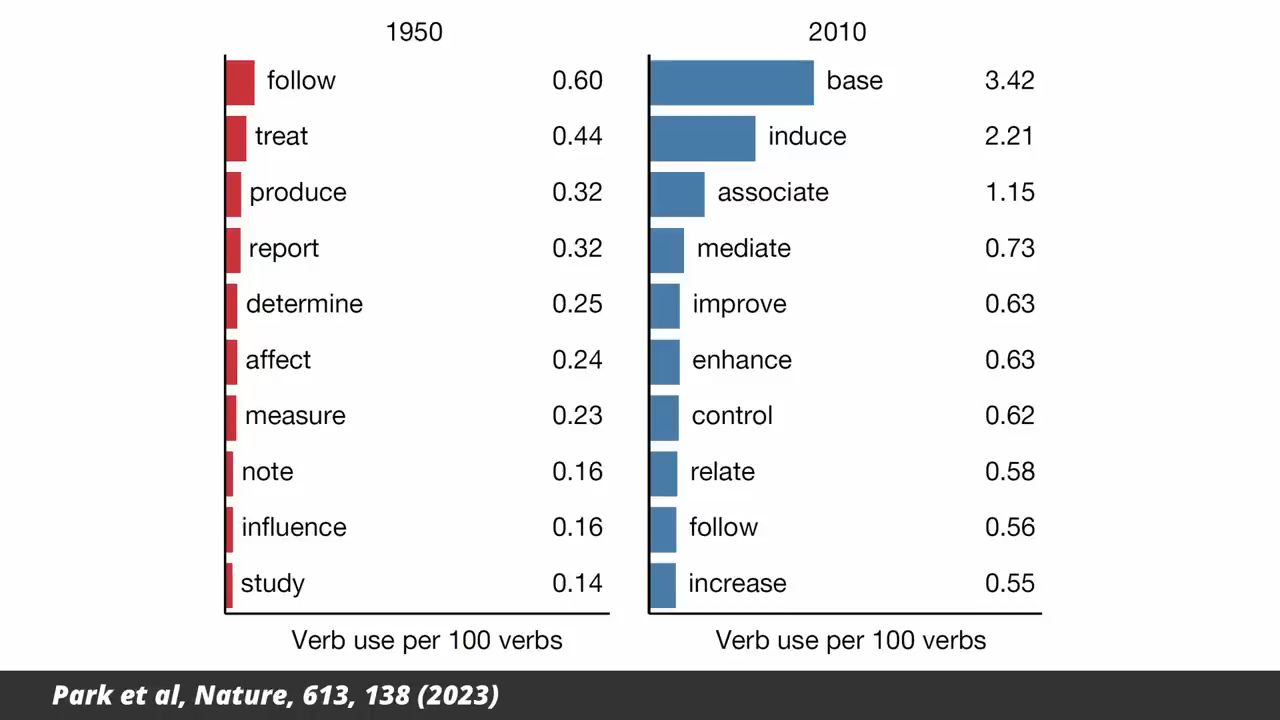 1950
follow 0.60
treat 0.44
produce 0.32
report 0.32
determine 0.25
affect 0.24
measure 0.23
note 0.16
influence 0.16
study 0.14
Verb use per 100 verbs
2010
base 3.42
induce 2.21
associate 1.15
mediate 0.73
improve 0.63
enhance 0.63
control 0.62
relate 0.58
follow 0.56
increase 0.55
Verb use per 100 verbs
Park et al, Nature, 613, 138 (2023)